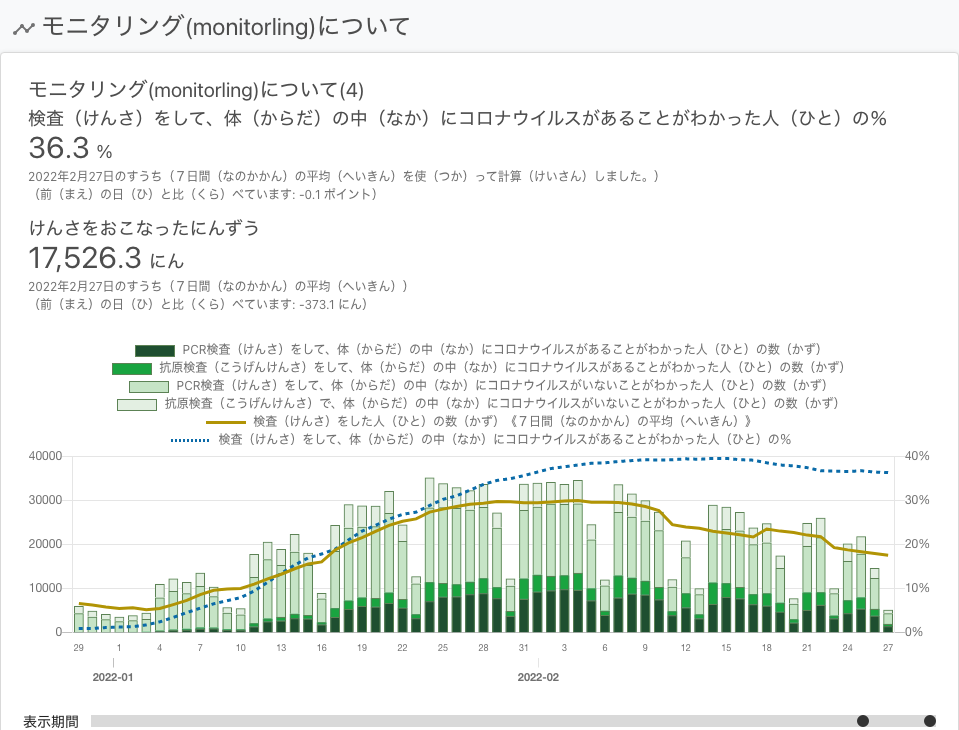 モニタリング(monitorling)について
モニタリング(monitorling)について(4)
検査（けんさ）をして、体（からだ）の中（なか）にコロナウイルスがあることがわかった人（ひと）の%
36.3 %
2022年2月27日のすうち（７日間（なのかかん）の平均（へいきん）を使（つか）って計算（けいさん）しました。）
（前（まえ）の日（ひ）と比（くら）べています: -0.1 ポイント）
けんさをおこなったにんずう
17,526.3 にん
2022年2月27日のすうち（７日間（なのかかん）の平均（へいきん））
（前（まえ）の日（ひ）と比（くら）べています: -373.1 にん）
PCR検査（けんさ）をして、体（からだ）の中（なか）にコロナウイルスがあることがわかった人（ひと）の数（かず）
抗原検査（こうげんけんさ）をして、体（からだ）の中（なか）にコロナウイルスがあることがわかった人（ひと）の数（かず）
PCR検査（けんさ）をして、体（からだ）の中（なか）にコロナウイルスがいないことがわかった人（ひと）の数（かず）
抗原検査（こうげんけんさ）で、体（からだ）の中（なか）にコロナウイルスがいないことがわかった人（ひと）の数（かず）
検査（けんさ）をした人（ひと）の数（かず）《７日間（なのかかん）の平均（へいきん）》
検査（けんさ）をして、体（からだ）の中（なか）にコロナウイルスがあることがわかった人（ひと）の%
40000 40%
30000 30%
20000 20%
10000 10%
0 0%
29 1 4 7 10 13 16 19 22 25 28 31 3 6 9 12 15 18 21 24 27
2022-01 2022-02
表示期間